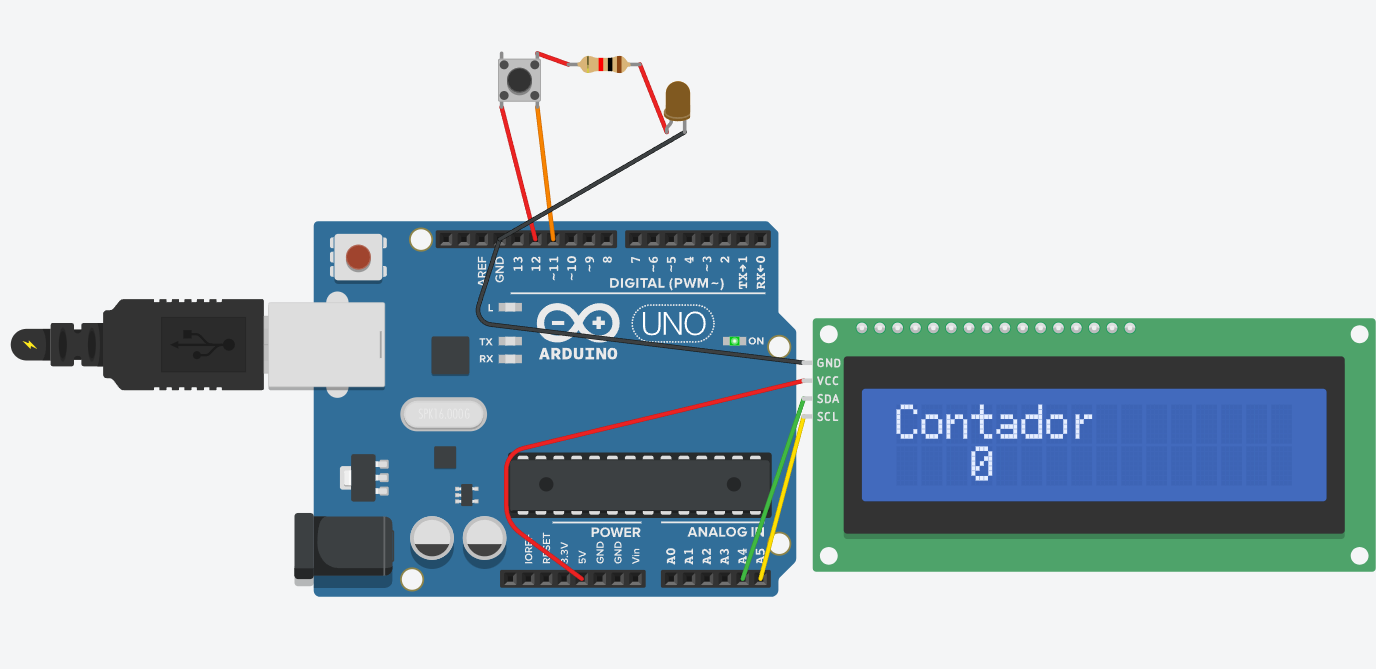 AREF
GND
13
12
~11
~10
~9
8
7
~6
~5
4
~3
2
TX→1
RX←0
DIGITAL (PWM~)
L
TX
RX
UNO
ARDUINO
ON
GND
VCC
SDA
SCL
Contador
0
SPK16.000G
POWER
ANALOG IN
IOREF
RESET
3.3V
5V
GND
GND
Vin
A0
A1
A2
A3
A4
A5